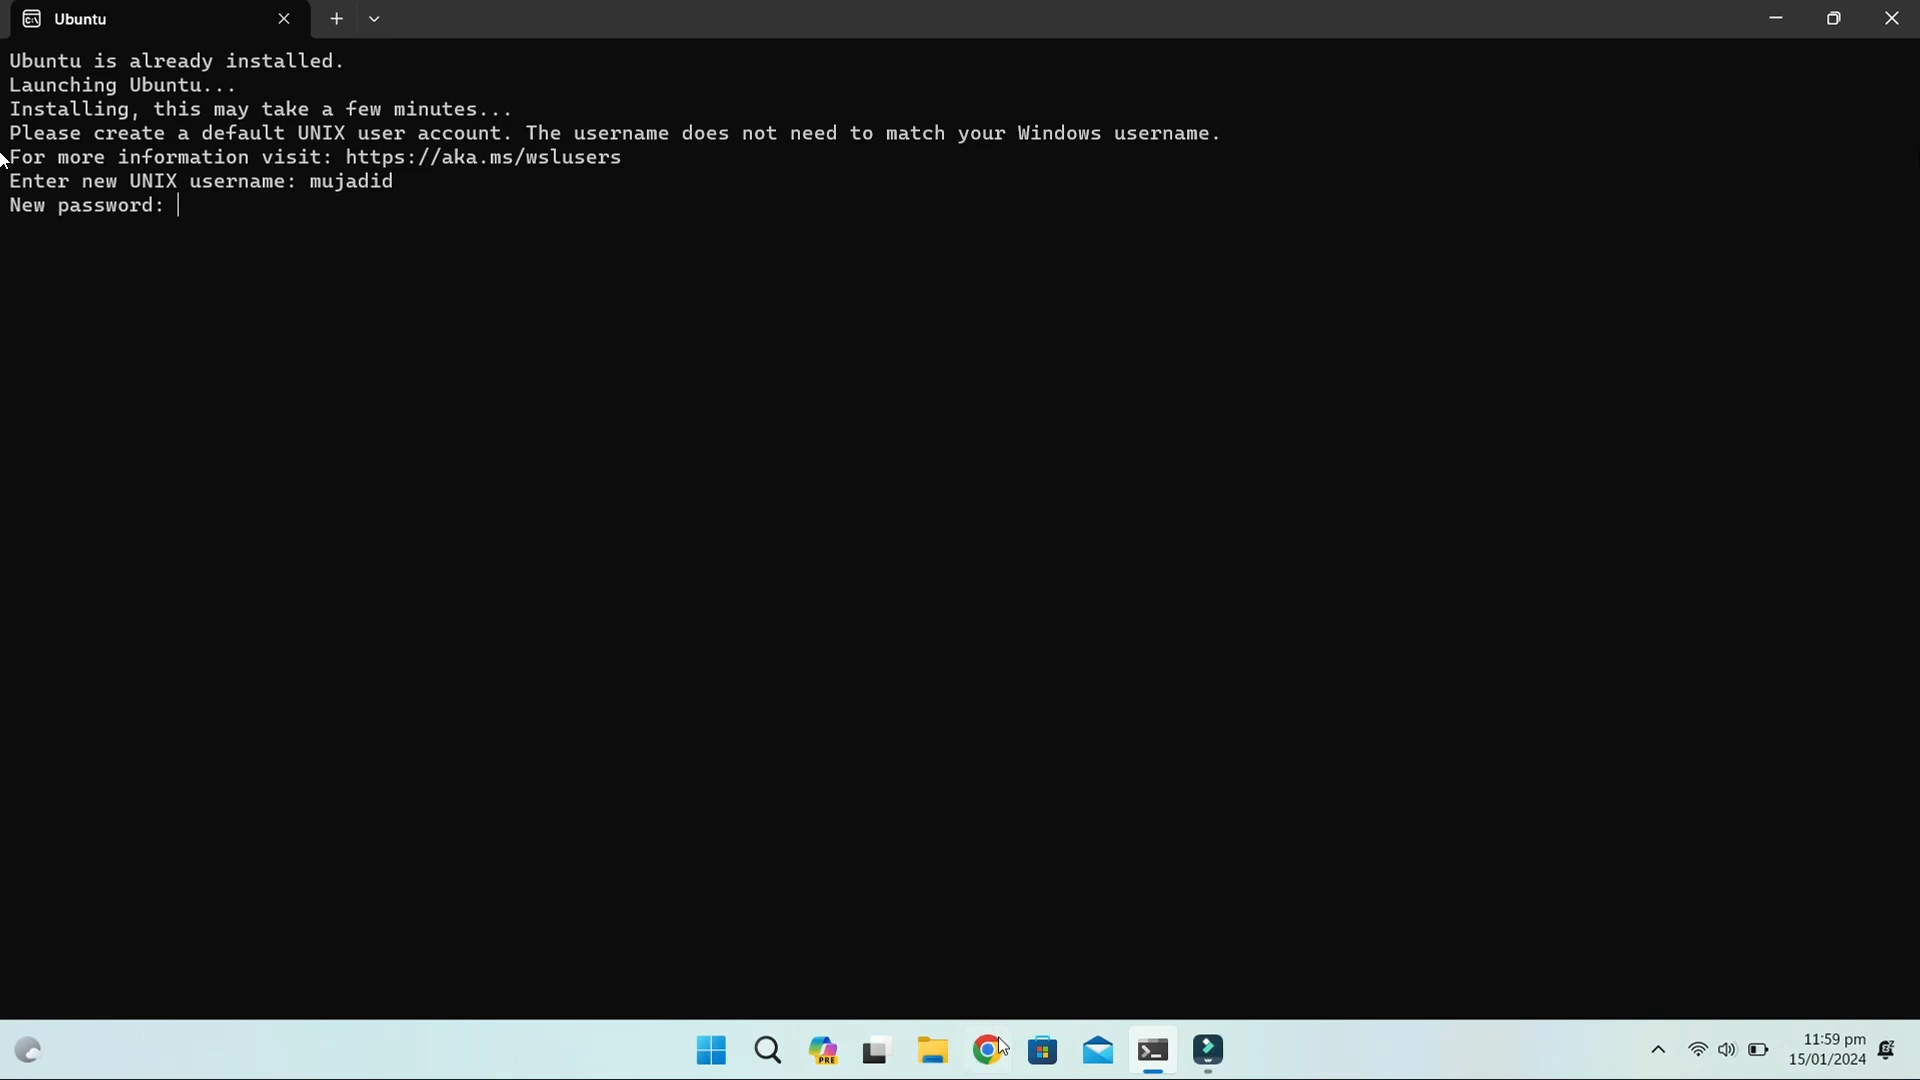 Ubuntu
Ubuntu is already installed.
Launching Ubuntu...
Installing, this may take a few minutes...
Please create a default UNIX user account. The username does not need to match your Windows username.
For more information visit: https://aka.ms/wslusers
Enter new UNIX username: mujadid
New password:
PRE
11:59 pm
15/01/2024